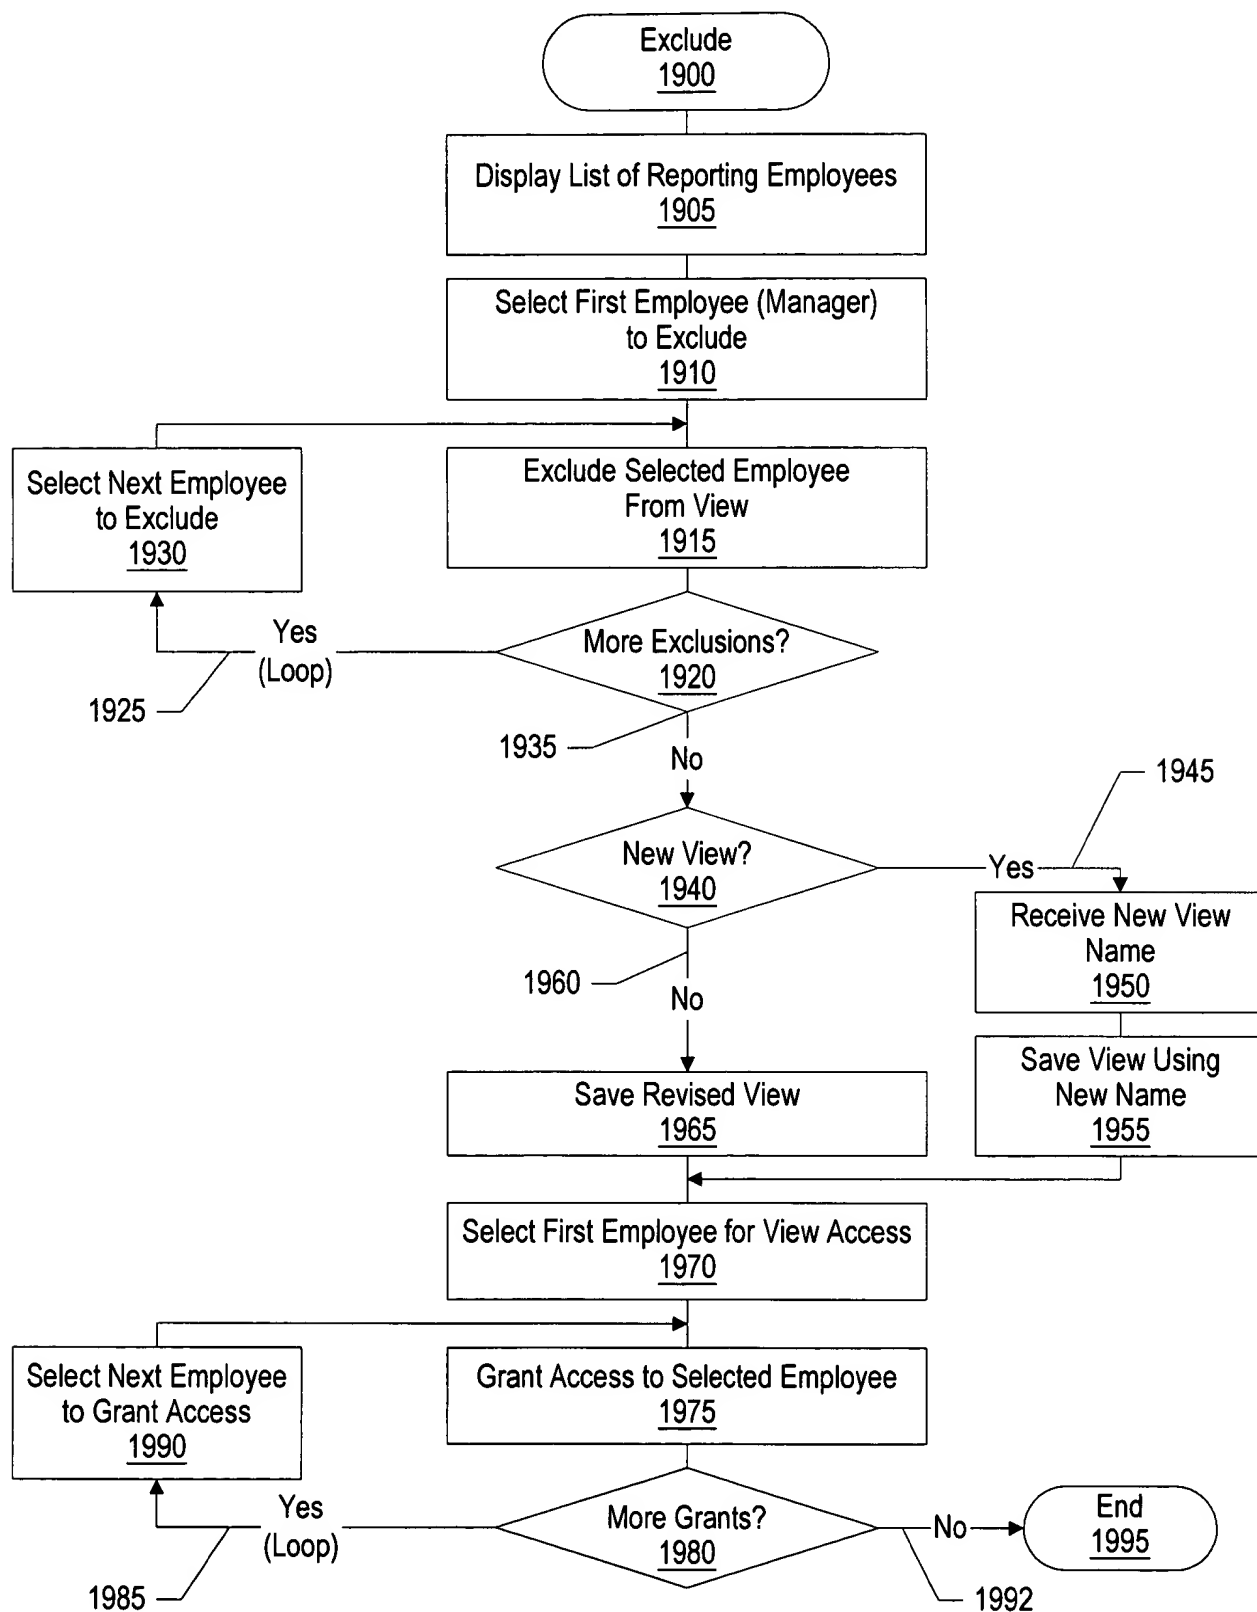 Exclude
1900
Display List of Reporting Employees
1905
Select First Employee (Manager)
to Exclude
1910
Select Next Employee
to Exclude
1930
Exclude Selected Employee
From View
1915
Yes
(Loop)
1925
More Exclusions?
1920
1935
No
1945
New View?
1940
Yes
Receive New View
Name
1950
1960
No
Save View Using
New Name
1955
Save Revised View
1965
Select First Employee for View Access
1970
Select Next Employee
to Grant Access
1990
Grant Access to Selected Employee
1975
Yes
(Loop)
1985
More Grants?
1980
No
1992
End
1995